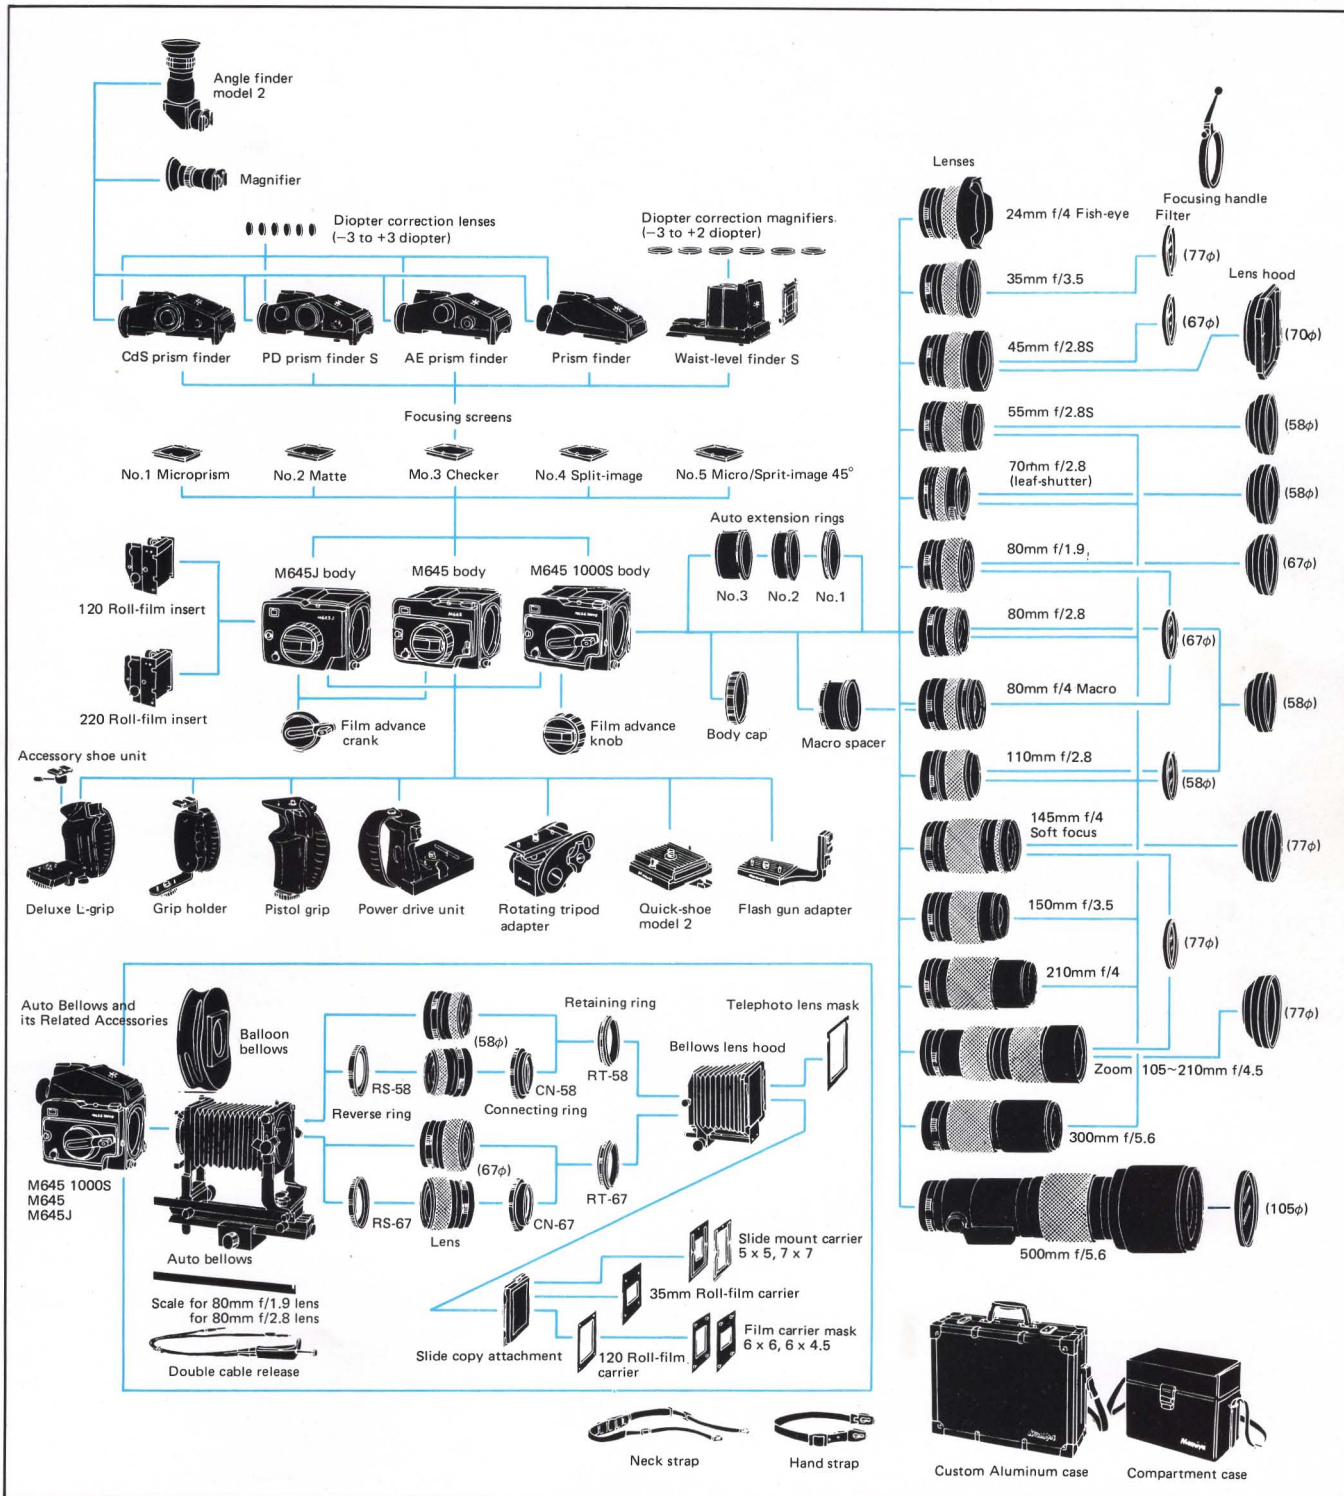 Angle finder
model 2
Magnifier
Diopter correction lenses
(−3 to +3 diopter)
Diopter correction magnifiers
(−3 to +2 diopter)
CdS prism finder
PD prism finder S
AE prism finder
Prism finder
Waist-level finder S
Focusing screens
No.1 Microprism
No.2 Matte
Mo.3 Checker
No.4 Split-image
No.5 Micro/Sprit-image 45°
Auto extension rings
No.3
No.2
No.1
M645J body
M645 body
M645 1000S body
120 Roll-film insert
220 Roll-film insert
Film advance
crank
Film advance
knob
Body cap
Macro spacer
Accessory shoe unit
Deluxe L-grip
Grip holder
Pistol grip
Power drive unit
Rotating tripod
adapter
Quick-shoe
model 2
Flash gun adapter
Lenses
Focusing handle
Filter
Lens hood
24mm f/4 Fish-eye
35mm f/3.5
(77φ)
(67φ)
45mm f/2.8S
(70φ)
55mm f/2.8S
(58φ)
70mm f/2.8
(leaf-shutter)
(58φ)
80mm f/1.9
(67φ)
80mm f/2.8
(67φ)
80mm f/4 Macro
(58φ)
110mm f/2.8
(58φ)
145mm f/4
Soft focus
(77φ)
150mm f/3.5
(77φ)
210mm f/4
(77φ)
Zoom 105~210mm f/4.5
300mm f/5.6
500mm f/5.6
(105φ)
Auto Bellows and
its Related Accessories
Balloon
bellows
M645 1000S
M645
M645J
Auto bellows
Scale for 80mm f/1.9 lens
for 80mm f/2.8 lens
Double cable release
RS-58
Reverse ring
RS-67
(58φ)
(67φ)
Lens
CN-58
Connecting ring
CN-67
Retaining ring
RT-58
RT-67
Bellows lens hood
Telephoto lens mask
Slide mount carrier
5 x 5, 7 x 7
35mm Roll-film carrier
Slide copy attachment
120 Roll-film
carrier
Film carrier mask
6 x 6, 6 x 4.5
Neck strap
Hand strap
Mamiya
Custom Aluminum case
Mamiya
Compartment case